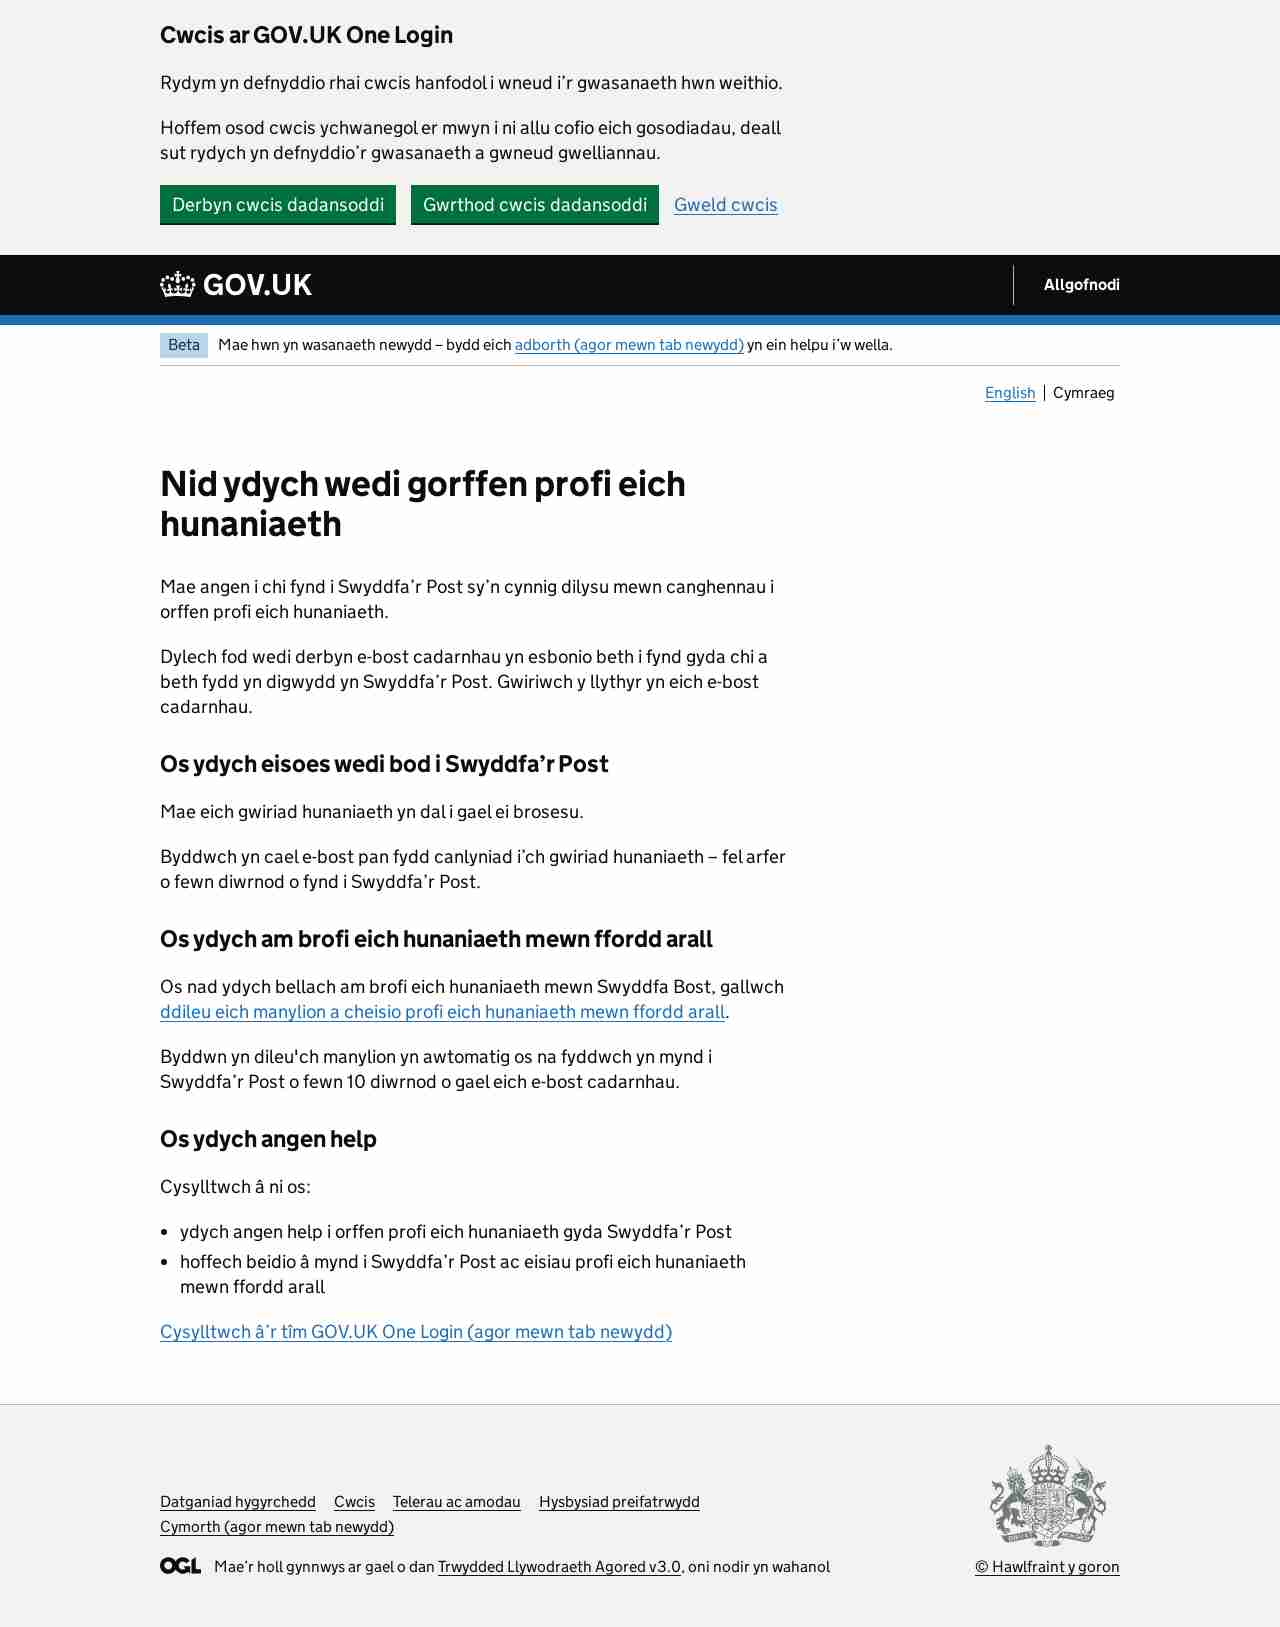 Cwcis ar GOV.UK One Login
Rydym yn defnyddio rhai cwcis hanfodol i wneud i’r gwasanaeth hwn weithio.
Hoffem osod cwcis ychwanegol er mwyn i ni allu cofio eich gosodiadau, deall
sut rydych yn defnyddio’r gwasanaeth a gwneud gwelliannau.
Derbyn cwcis dadansoddi Gwrthod cwcis dadansoddi Gweld cwcis
GOV.UK Allgofnodi
Beta Mae hwn yn wasanaeth newydd – bydd eich adborth (agor mewn tab newydd) yn ein helpu i’w wella.
English Cymraeg
Nid ydych wedi gorffen profi eich
hunaniaeth
Mae angen i chi fynd i Swyddfa’r Post sy’n cynnig dilysu mewn canghennau i
orffen profi eich hunaniaeth.
Dylech fod wedi derbyn e-bost cadarnhau yn esbonio beth i fynd gyda chi a
beth fydd yn digwydd yn Swyddfa’r Post. Gwiriwch y llythyr yn eich e-bost
cadarnhau.
Os ydych eisoes wedi bod i Swyddfa’r Post
Mae eich gwiriad hunaniaeth yn dal i gael ei brosesu.
Byddwch yn cael e-bost pan fydd canlyniad i’ch gwiriad hunaniaeth – fel arfer
o fewn diwrnod o fynd i Swyddfa’r Post.
Os ydych am brofi eich hunaniaeth mewn ffordd arall
Os nad ydych bellach am brofi eich hunaniaeth mewn Swyddfa Bost, gallwch
ddileu eich manylion a cheisio profi eich hunaniaeth mewn ffordd arall.
Byddwn yn dileu'ch manylion yn awtomatig os na fyddwch yn mynd i
Swyddfa’r Post o fewn 10 diwrnod o gael eich e-bost cadarnhau.
Os ydych angen help
Cysylltwch â ni os:
• ydych angen help i orffen profi eich hunaniaeth gyda Swyddfa’r Post
• hoffech beidio â mynd i Swyddfa’r Post ac eisiau profi eich hunaniaeth
mewn ffordd arall
Cysylltwch â’r tîm GOV.UK One Login (agor mewn tab newydd)
Datganiad hygyrchedd Cwcis Telerau ac amodau Hysbysiad preifatrwydd
Cymorth (agor mewn tab newydd)
OGL Mae’r holl gynnwys ar gael o dan Trwydded Llywodraeth Agored v3.0, oni nodir yn wahanol
© Hawlfraint y goron